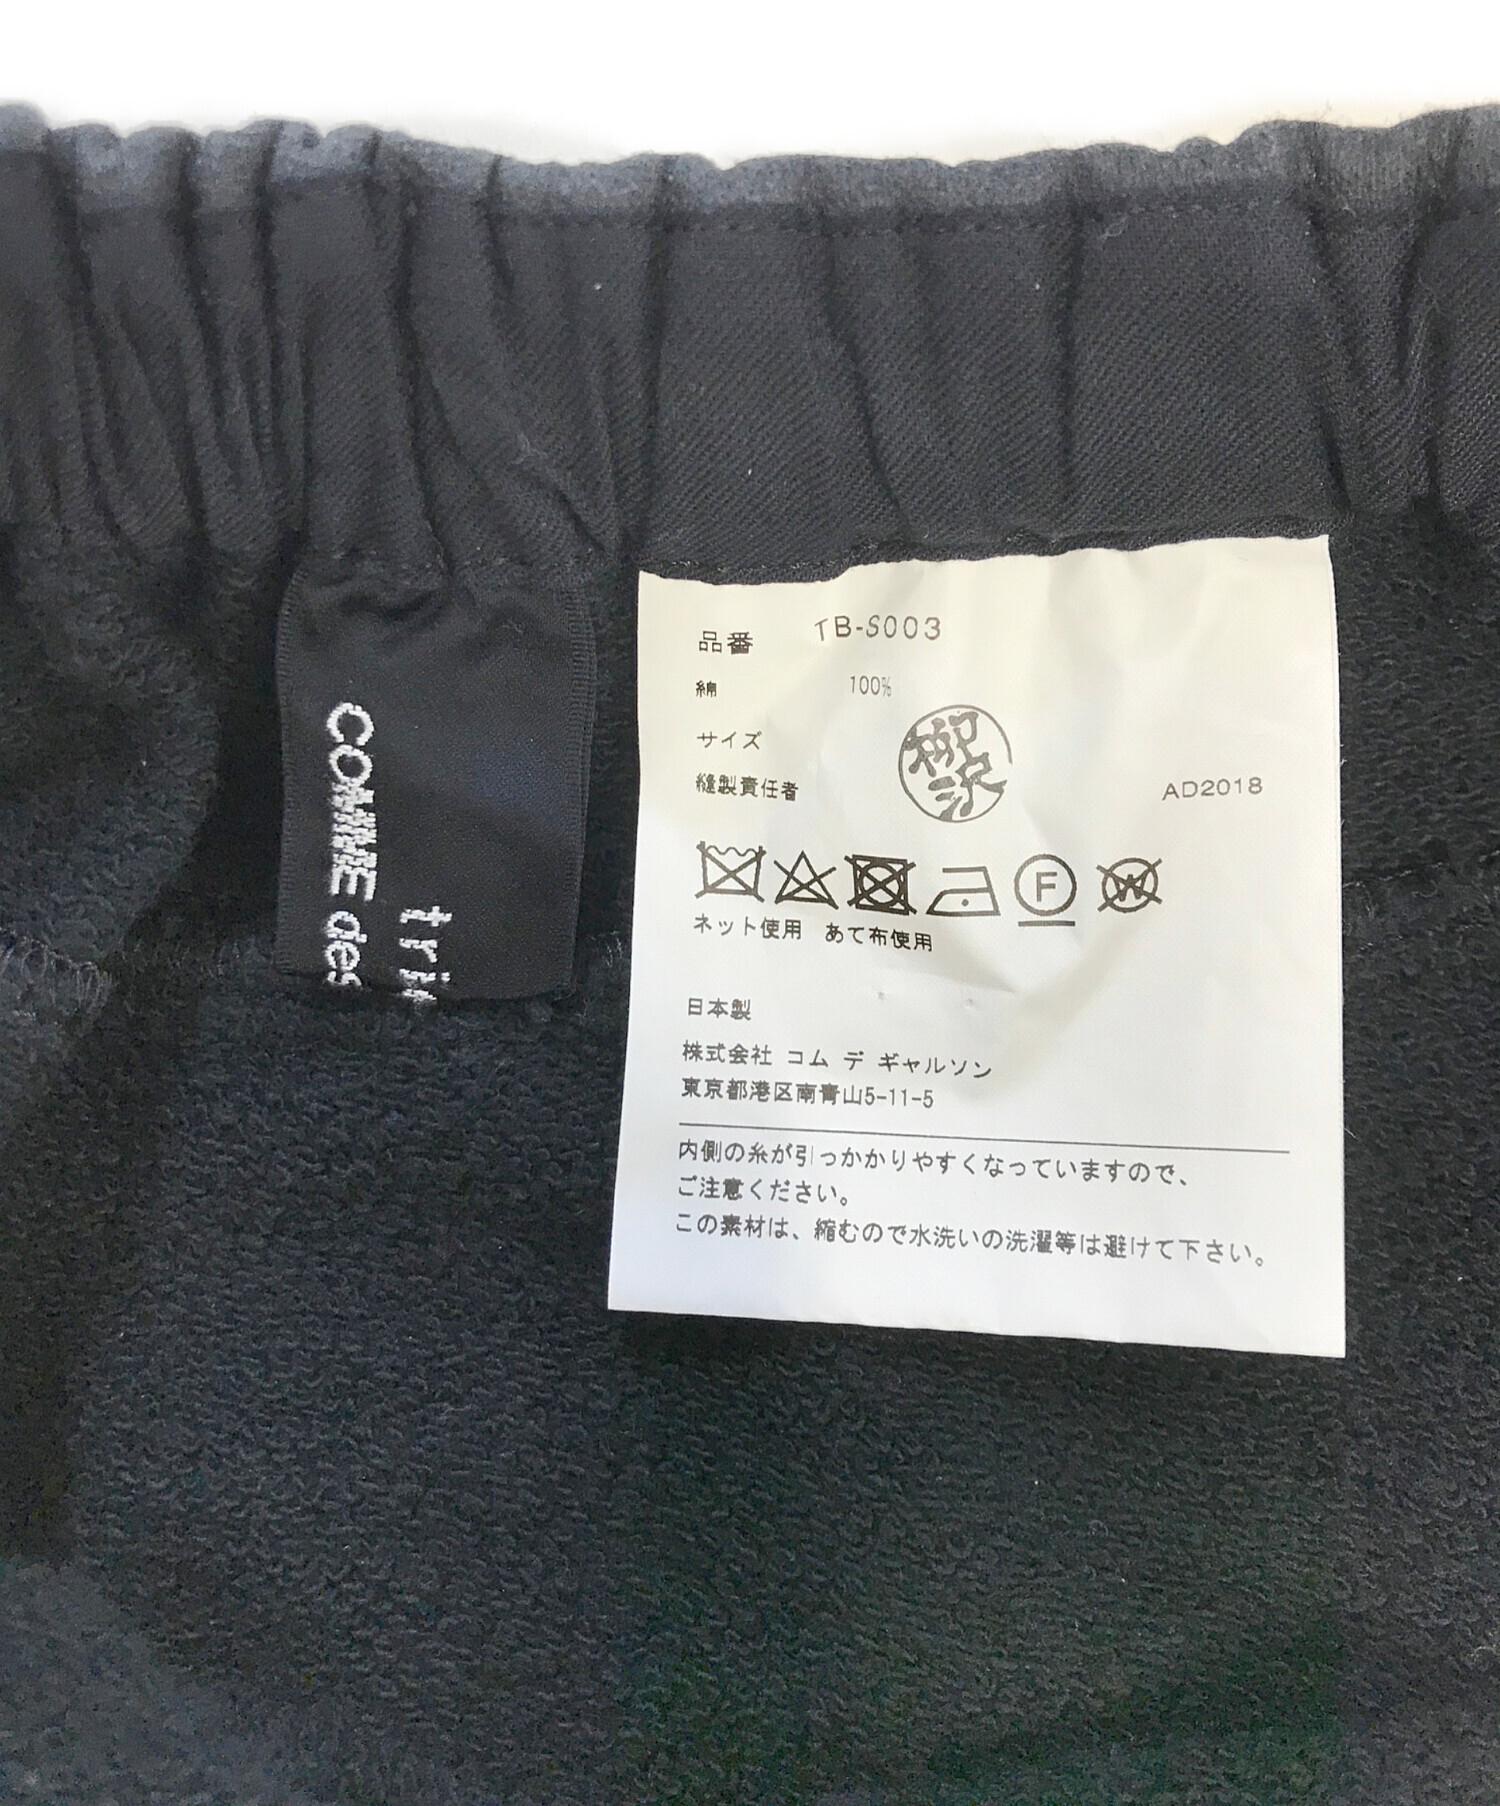 COMME des
tri
品番 TB-S003
綿 100%
サイズ
縫製責任者
柳沢
AD2018
F
W
ネット使用 あて布使用
日本製
株式会社 コム デ ギャルソン
東京都港区南青山5-11-5
内側の糸が引っかかりやすくなっていますので、
ご注意ください。
この素材は、縮むので水洗いの洗濯等は避けて下さい。